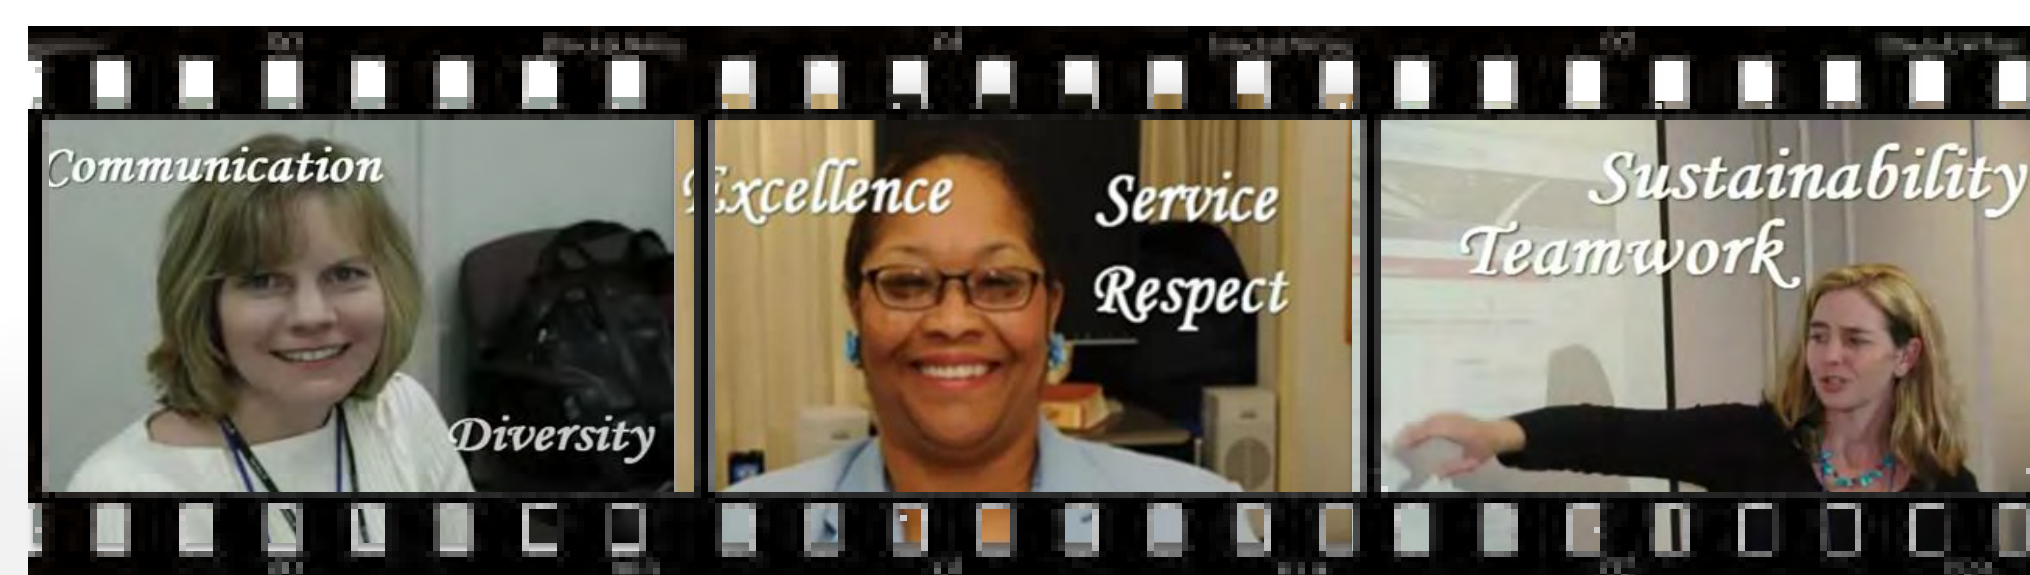 Communication
Diversity
Excellence
Service
Respect
Sustainability
Teamwork